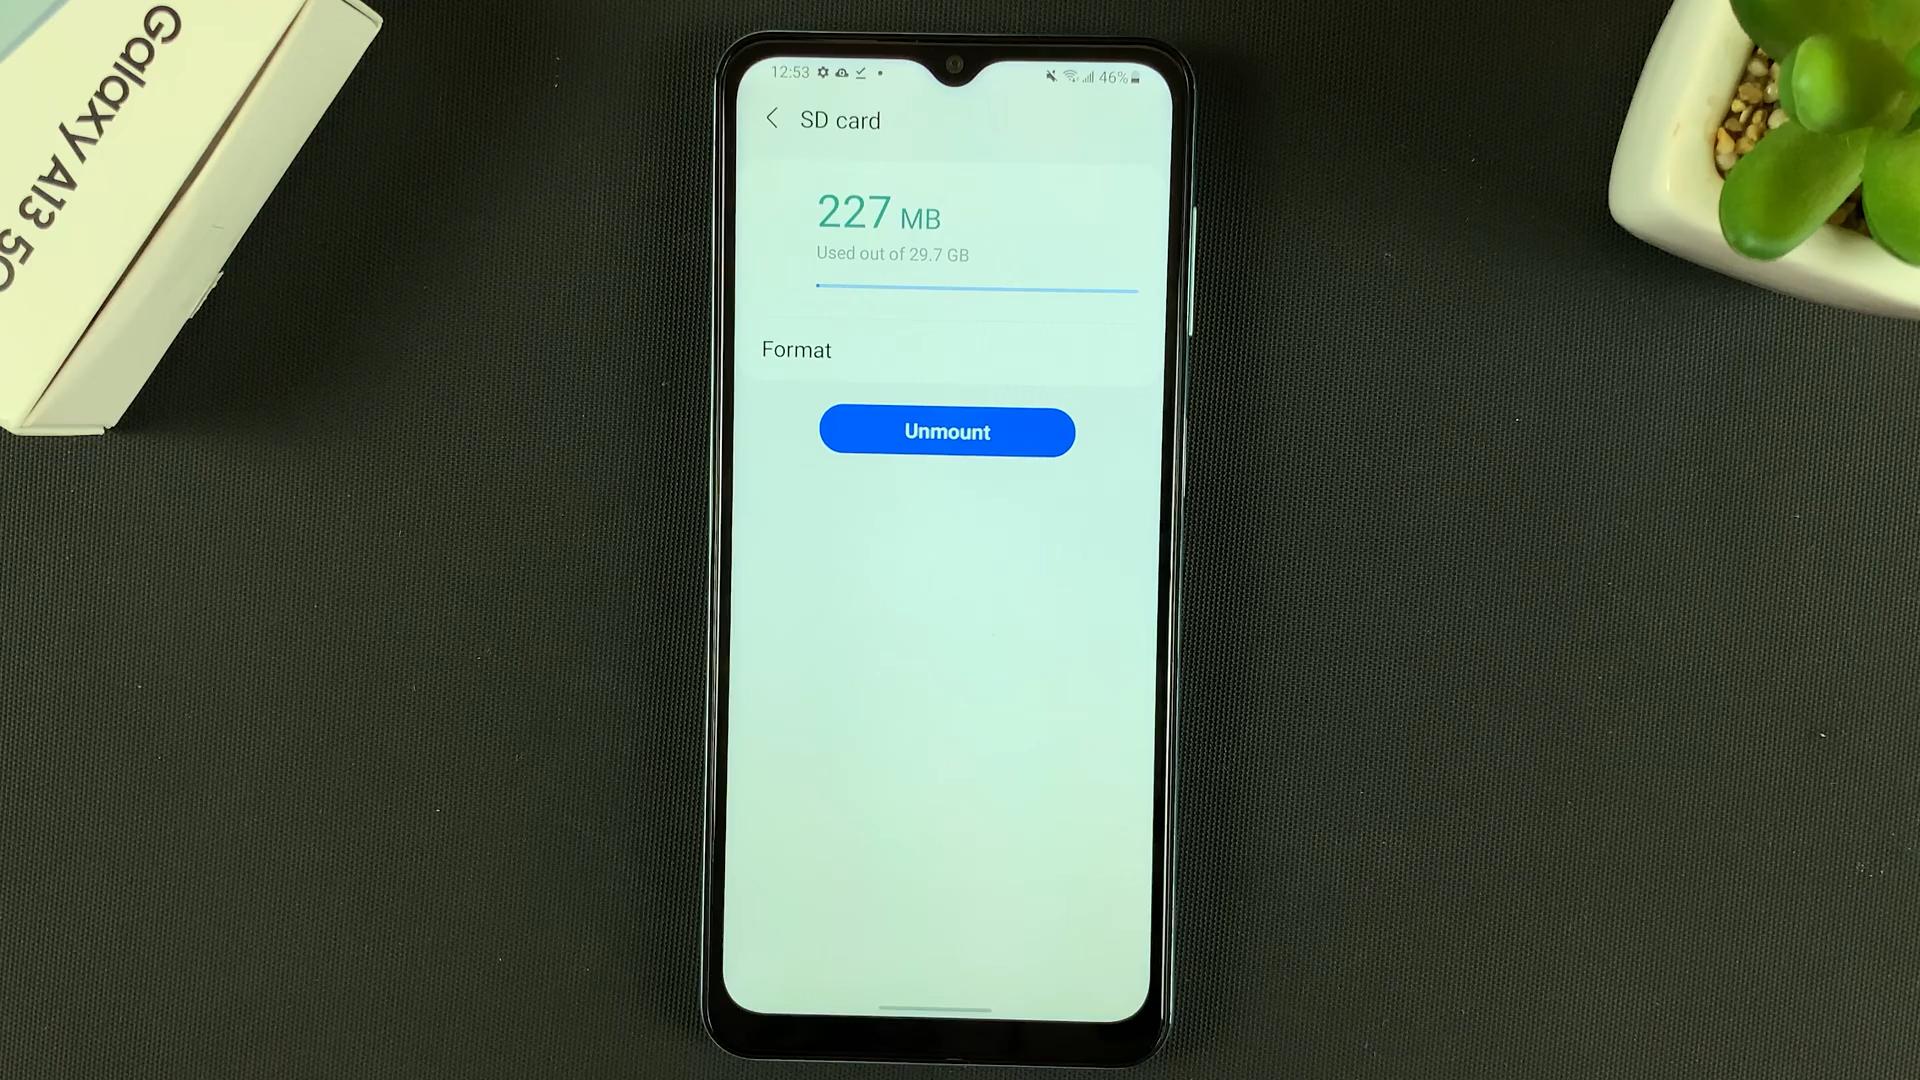 Galaxy A13 5G
12:53 46%
SD card
227 MB
Used out of 29.7 GB
Format
Unmount